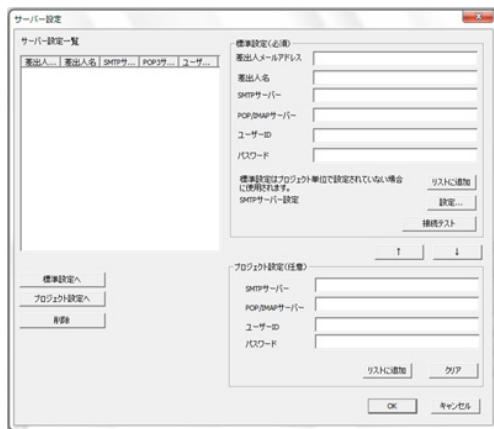 サーバー設定
サーバー設定一覧
差出人... 差出人名 SMTPサ... POP3サ... ユーザ...
標準設定へ
プロジェクト設定へ
削除
標準設定(必須)
差出人メールアドレス
差出人名
SMTPサーバー
POP/IMAPサーバー
ユーザーID
パスワード
標準設定はプロジェクト単位で設定されていない場合
に使用されます。
リストに追加
SMTPサーバー設定
設定...
接続テスト
↑ ↓
プロジェクト設定(任意)
SMTPサーバー
POP/IMAPサーバー
ユーザーID
パスワード
リストに追加 クリア
OK キャンセル